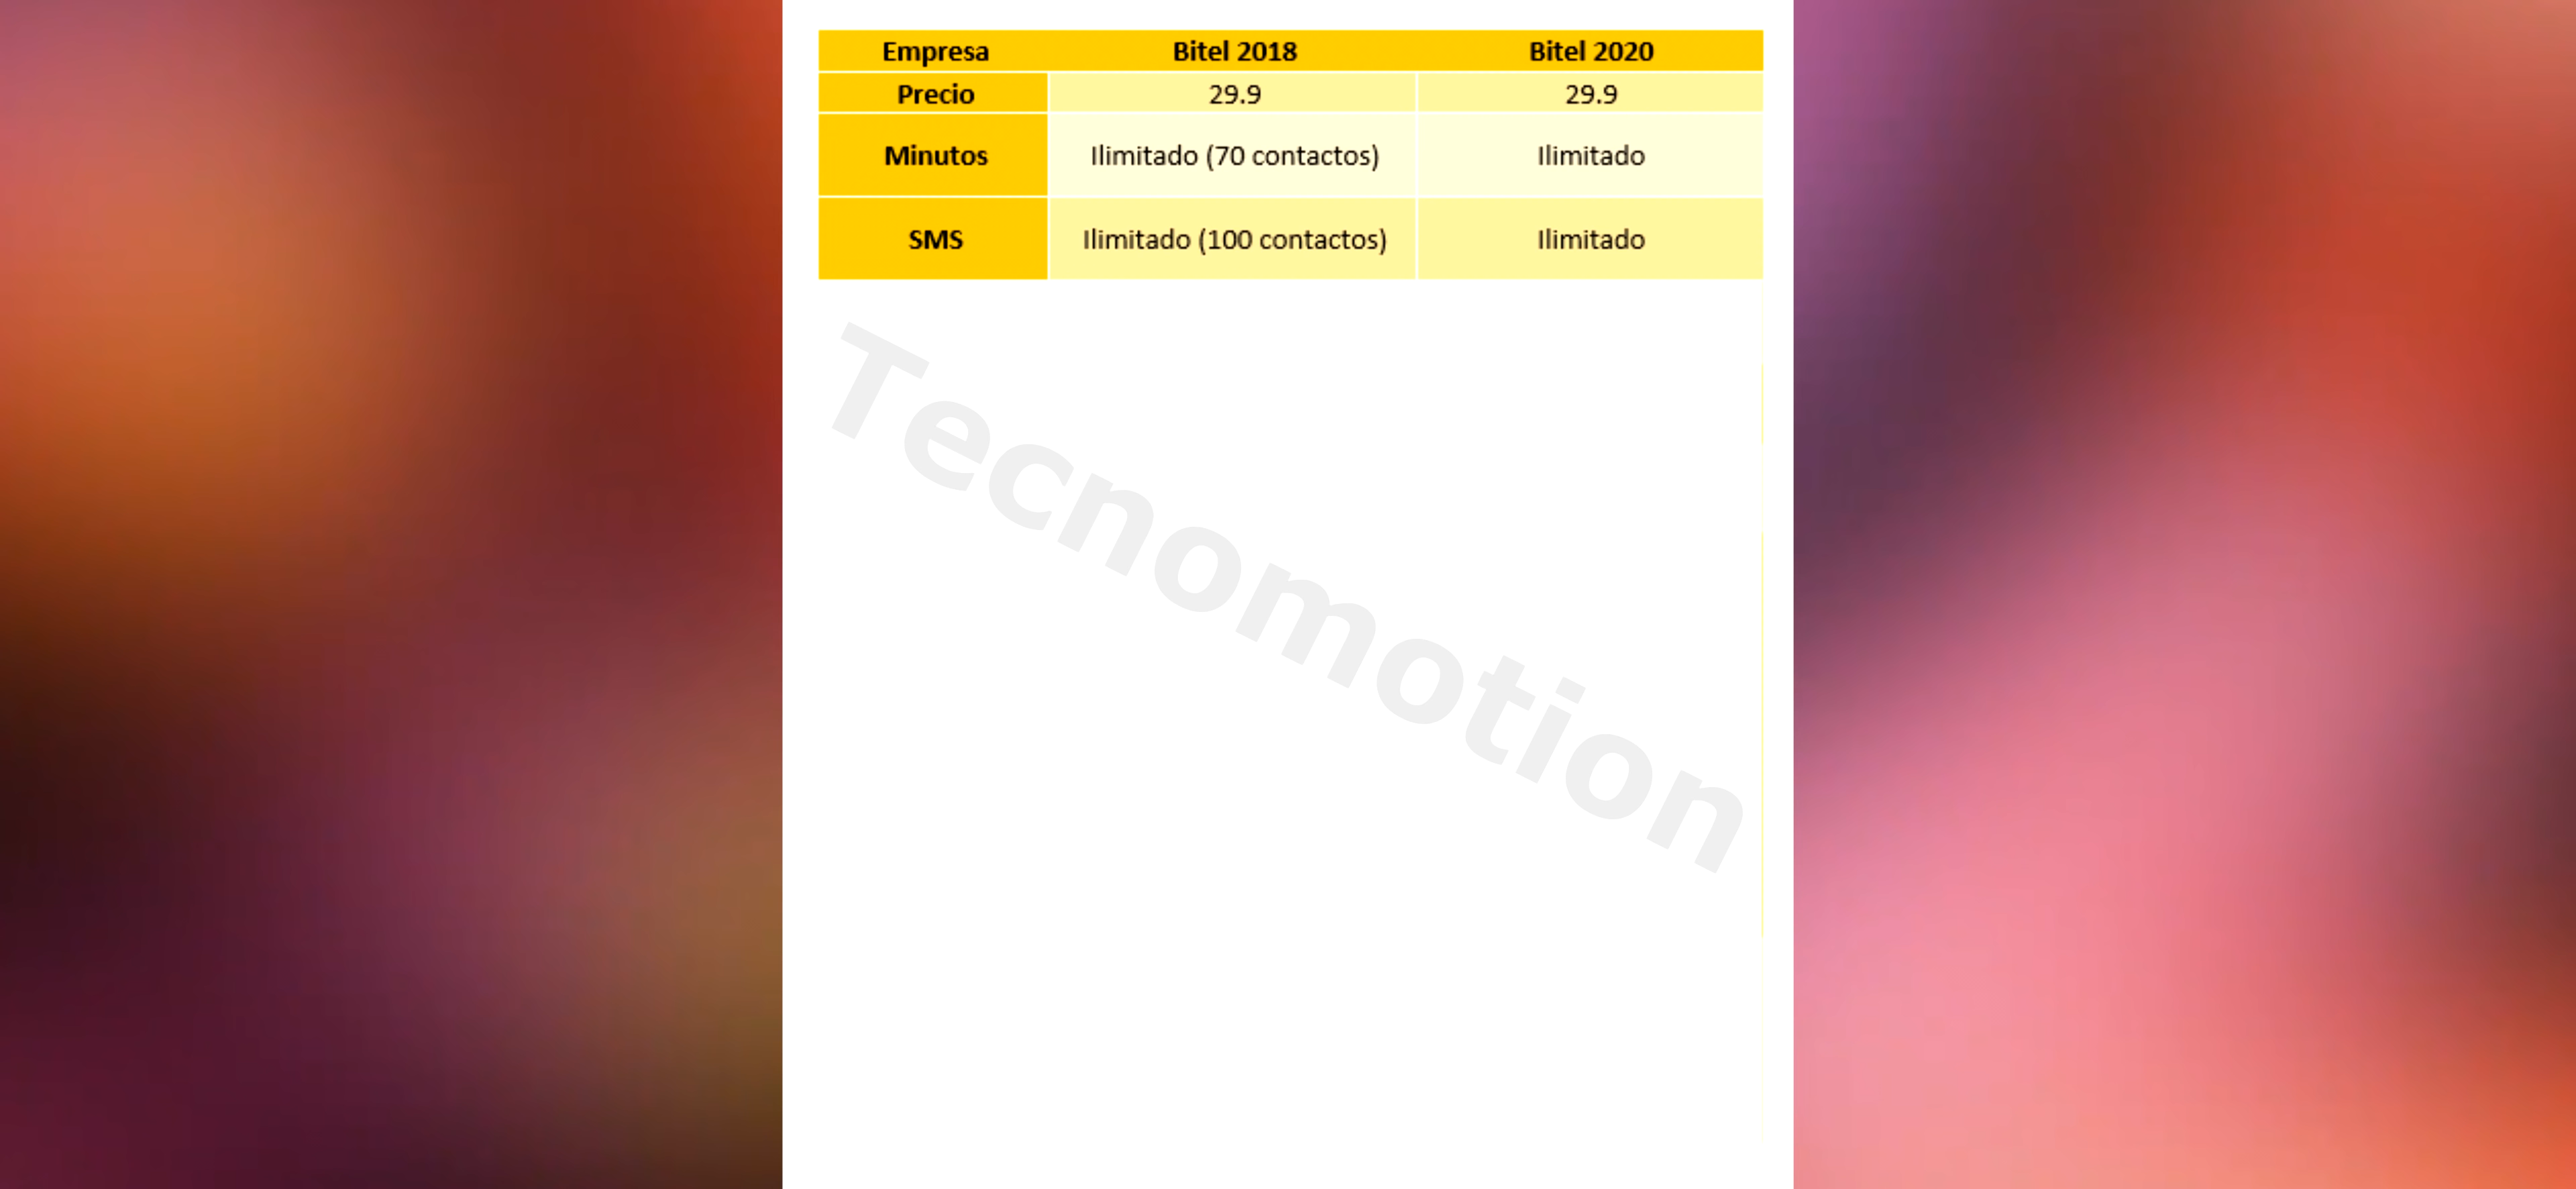 Empresa Bitel 2018 Bitel 2020
Precio 29.9 29.9
Minutos Ilimitado (70 contactos) Ilimitado
SMS Ilimitado (100 contactos) Ilimitado
Tecnomotion